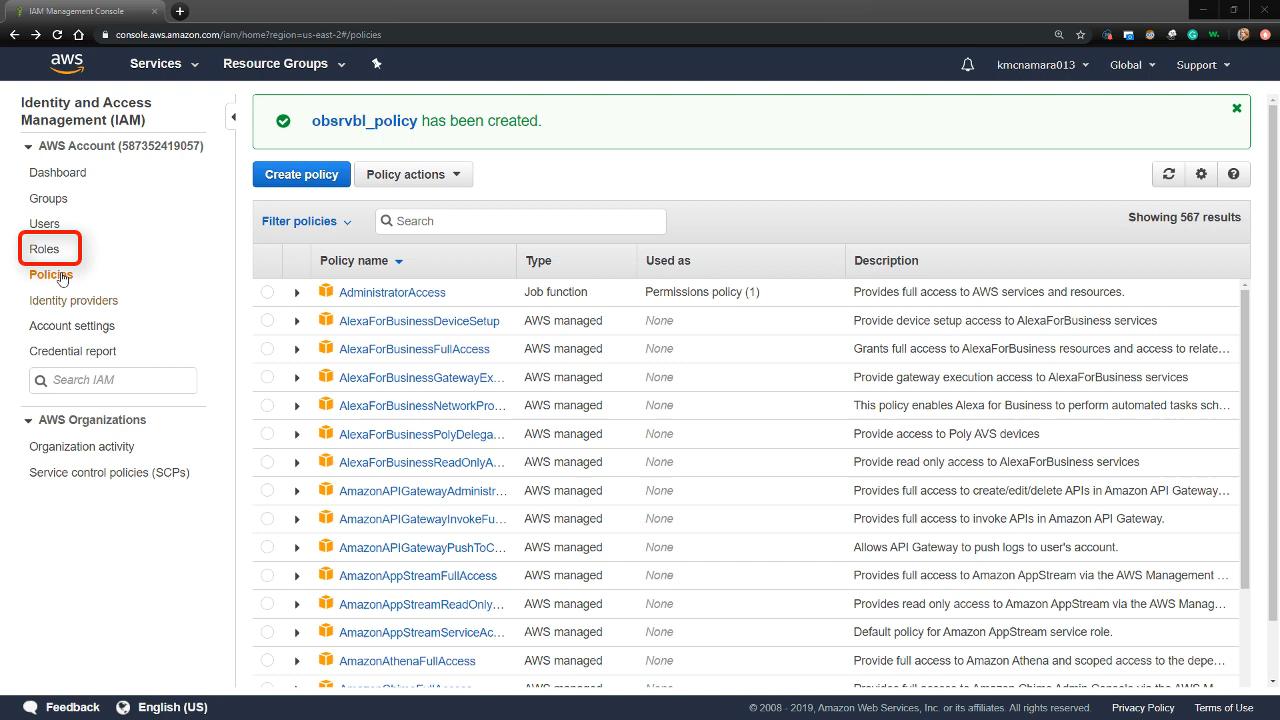 IAM Management Console
console.aws.amazon.com/iam/home?region=us-east-2#/policies
aws
Services
Resource Groups
kmcnamara013
Global
Support
Identity and Access
Management (IAM)
AWS Account (587352419057)
Dashboard
Groups
Users
Roles
Policies
Identity providers
Account settings
Credential report
Search IAM
AWS Organizations
Organization activity
Service control policies (SCPs)
obsrvbl_policy has been created.
Create policy
Policy actions
Filter policies
Search
Showing 567 results
Policy name Type Used as Description
AdministratorAccess Job function Permissions policy (1) Provides full access to AWS services and resources.
AlexaForBusinessDeviceSetup AWS managed None Provide device setup access to AlexaForBusiness services
AlexaForBusinessFullAccess AWS managed None Grants full access to AlexaForBusiness resources and access to relate…
AlexaForBusinessGatewayEx… AWS managed None Provide gateway execution access to AlexaForBusiness services
AlexaForBusinessNetworkPro… AWS managed None This policy enables Alexa for Business to perform automated tasks sch…
AlexaForBusinessPolyDelega… AWS managed None Provide access to Poly AVS devices
AlexaForBusinessReadOnlyA… AWS managed None Provide read only access to AlexaForBusiness services
AmazonAPIGatewayAdministr… AWS managed None Provides full access to create/edit/delete APIs in Amazon API Gateway…
AmazonAPIGatewayInvokeFu… AWS managed None Provides full access to invoke APIs in Amazon API Gateway.
AmazonAPIGatewayPushToC… AWS managed None Allows API Gateway to push logs to user's account.
AmazonAppStreamFullAccess AWS managed None Provides full access to Amazon AppStream via the AWS Management …
AmazonAppStreamReadOnly… AWS managed None Provides read only access to Amazon AppStream via the AWS Manag…
AmazonAppStreamServiceAc… AWS managed None Default policy for Amazon AppStream service role.
AmazonAthenaFullAccess AWS managed None Provide full access to Amazon Athena and scoped access to the depe…
Feedback
English (US)
© 2008 - 2019, Amazon Web Services, Inc. or its affiliates. All rights reserved.
Privacy Policy
Terms of Use